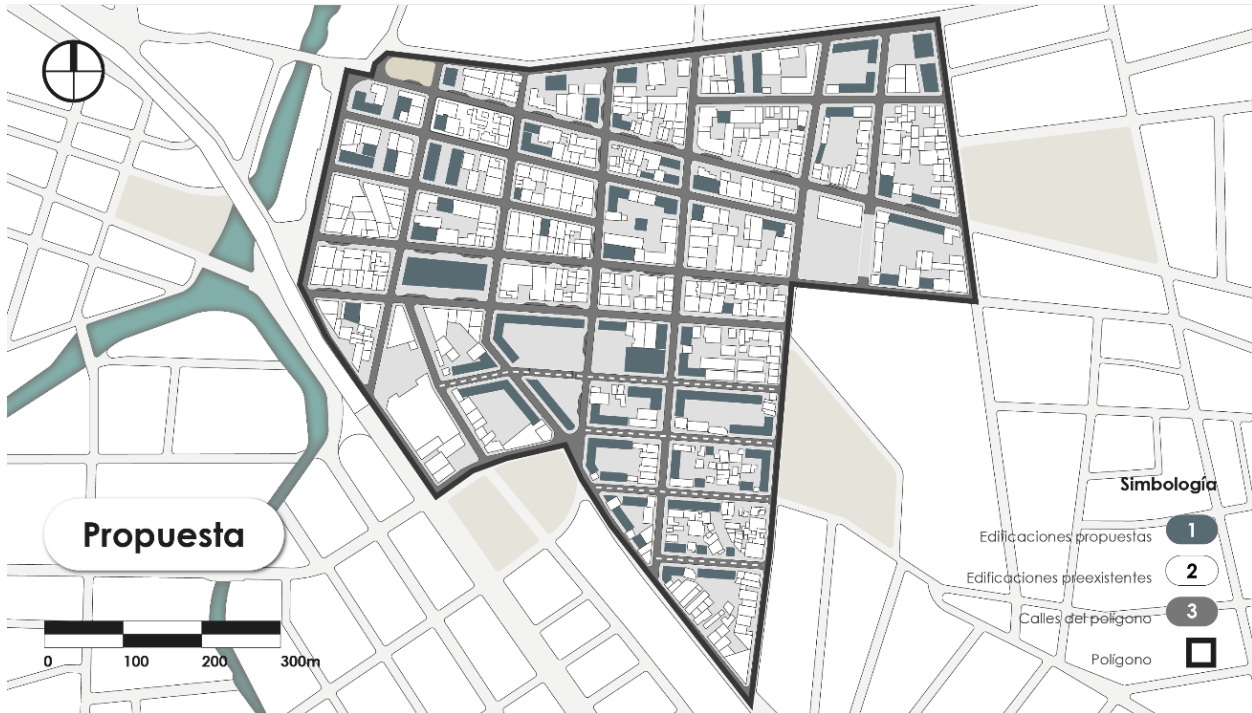 Propuesta
0 100 200 300m
Simbología
Edificaciones propuestas 1
Edificaciones preexistentes 2
Calles del polígono 3
Polígono